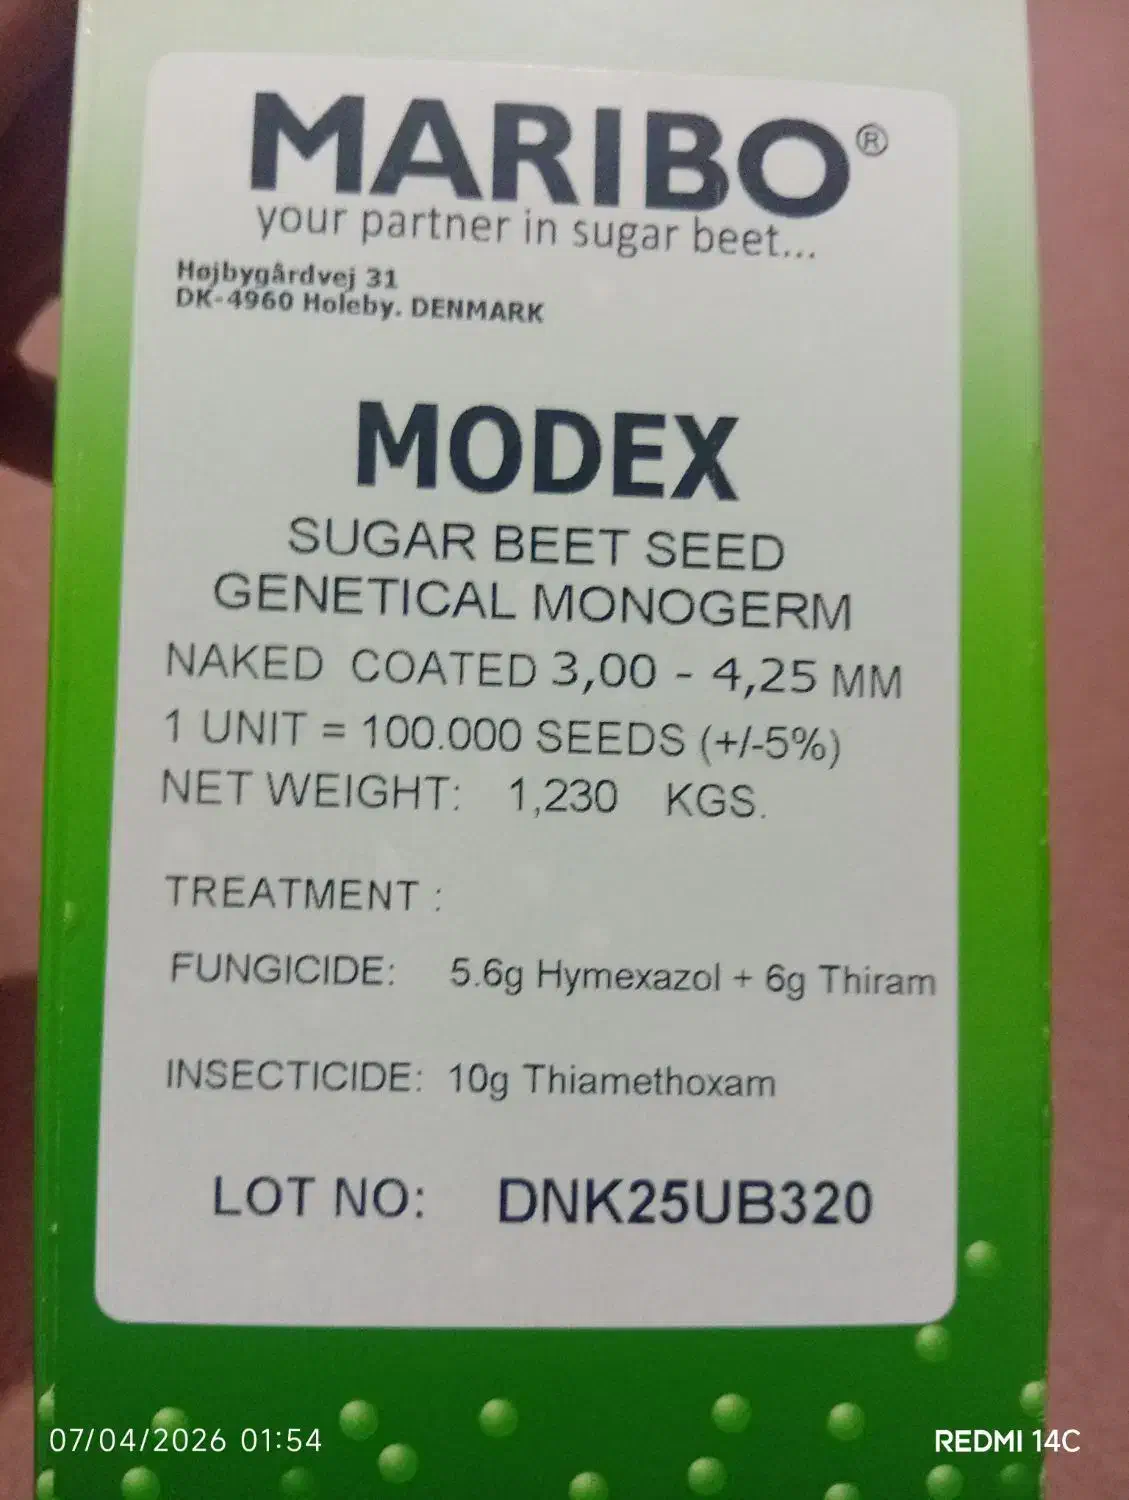 MARIBO®
your partner in sugar beet...
Højbygårdvej 31
DK-4960 Holeby. DENMARK
MODEX
SUGAR BEET SEED
GENETICAL MONOGERM
NAKED COATED 3,00 - 4,25 MM
1 UNIT = 100.000 SEEDS (+/-5%)
NET WEIGHT: 1,230 KGS.
TREATMENT :
FUNGICIDE: 5.6g Hymexazol + 6g Thiram
INSECTICIDE: 10g Thiamethoxam
LOT NO: DNK25UB320
07/04/2026 01:54
REDMI 14C